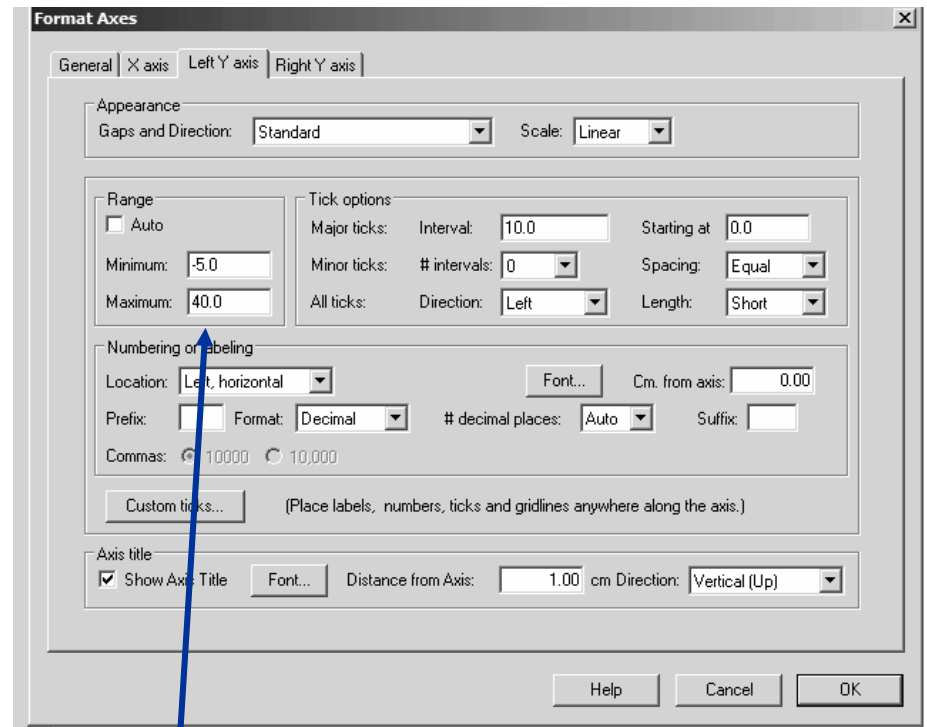 Format Axes
General X axis Left Y axis Right Y axis
Appearance
Gaps and Direction: Standard Scale: Linear
Range
Auto
Minimum: -5.0
Maximum: 40.0
Tick options
Major ticks: Interval: 10.0 Starting at 0.0
Minor ticks: # intervals: 0 Spacing: Equal
All ticks: Direction: Left Length: Short
Numbering or labeling
Location: Left, horizontal Font... Cm. from axis: 0.00
Prefix: Format: Decimal # decimal places: Auto Suffix:
Commas: 10000 10,000
Custom ticks... (Place labels, numbers, ticks and gridlines anywhere along the axis.)
Axis title
Show Axis Title Font... Distance from Axis: 1.00 cm Direction: Vertical (Up)
Help Cancel OK